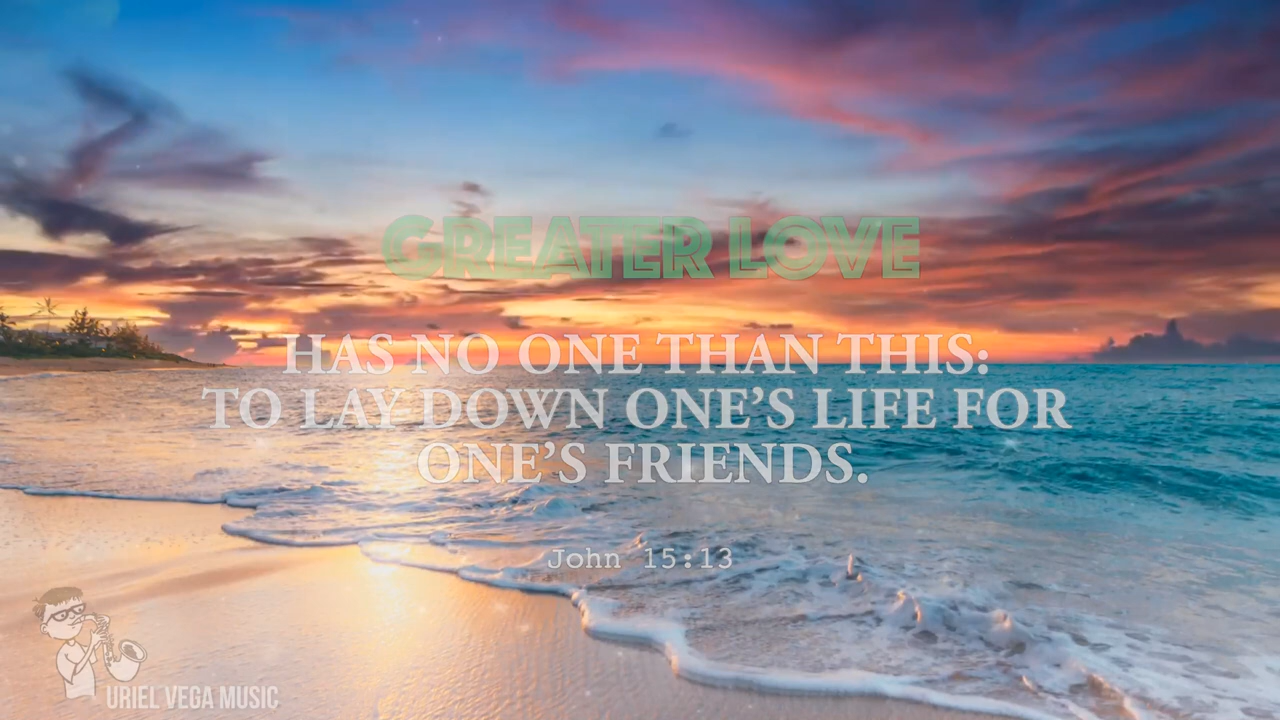 GREATER LOVE
HAS NO ONE THAN THIS:
TO LAY DOWN ONE’S LIFE FOR
ONE’S FRIENDS.
John 15:13
URIEL VEGA MUSIC